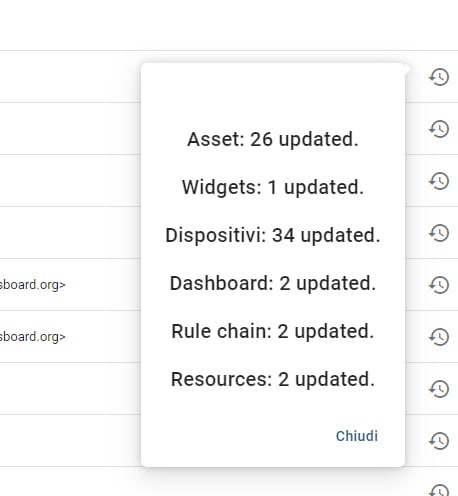 Asset: 26 updated.
Widgets: 1 updated.
Dispositivi: 34 updated.
sboard.org>
Dashboard: 2 updated.
sboard.org>
Rule chain: 2 updated.
Resources: 2 updated.
Chiudi